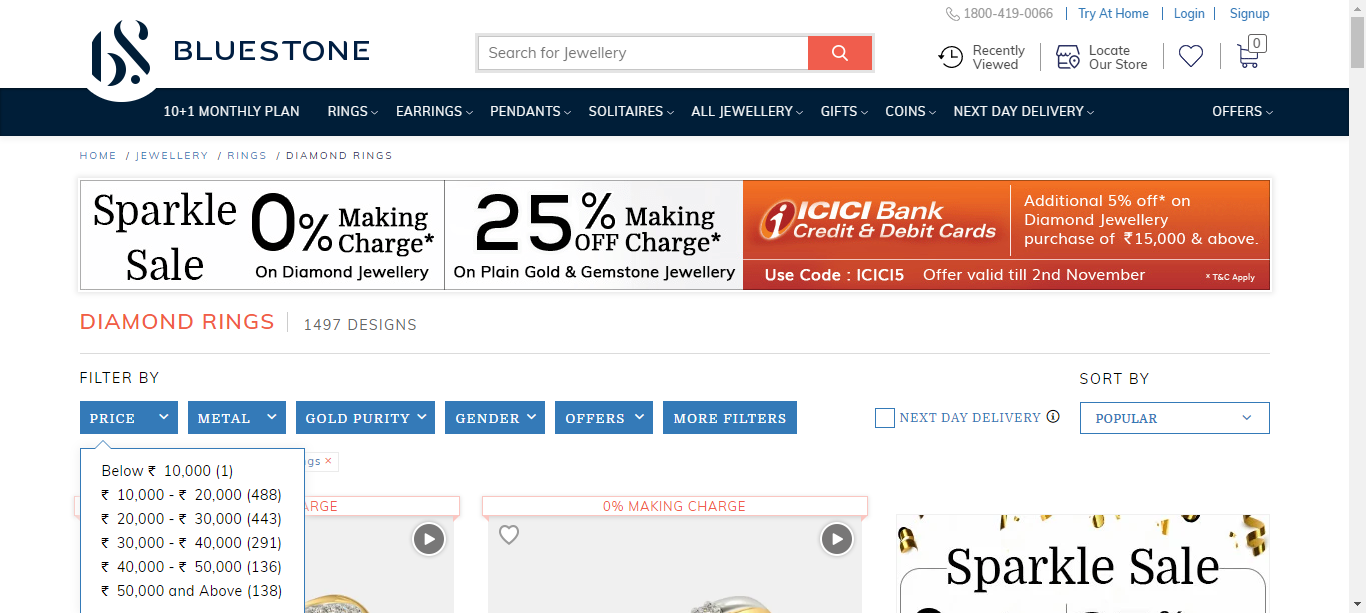 1800-419-0066 | Try At Home | Login | Signup
BLUESTONE
Search for Jewellery
Recently
Viewed
Locate
Our Store
0
10+1 MONTHLY PLAN RINGS EARRINGS PENDANTS SOLITAIRES ALL JEWELLERY GIFTS COINS NEXT DAY DELIVERY OFFERS
HOME / JEWELLERY / RINGS / DIAMOND RINGS
Sparkle
Sale
0% Making
Charge*
On Diamond Jewellery
25% Making
OFF Charge*
On Plain Gold & Gemstone Jewellery
ICICI Bank
Credit & Debit Cards
Additional 5% off* on
Diamond Jewellery
purchase of ₹15,000 & above.
Use Code : ICICI5 Offer valid till 2nd November
* T&C Apply
DIAMOND RINGS | 1497 DESIGNS
FILTER BY
SORT BY
PRICE METAL GOLD PURITY GENDER OFFERS MORE FILTERS
NEXT DAY DELIVERY
POPULAR
Below ₹ 10,000 (1)
₹ 10,000 - ₹ 20,000 (488)
₹ 20,000 - ₹ 30,000 (443)
₹ 30,000 - ₹ 40,000 (291)
₹ 40,000 - ₹ 50,000 (136)
₹ 50,000 and Above (138)
0% MAKING CHARGE
Sparkle Sale